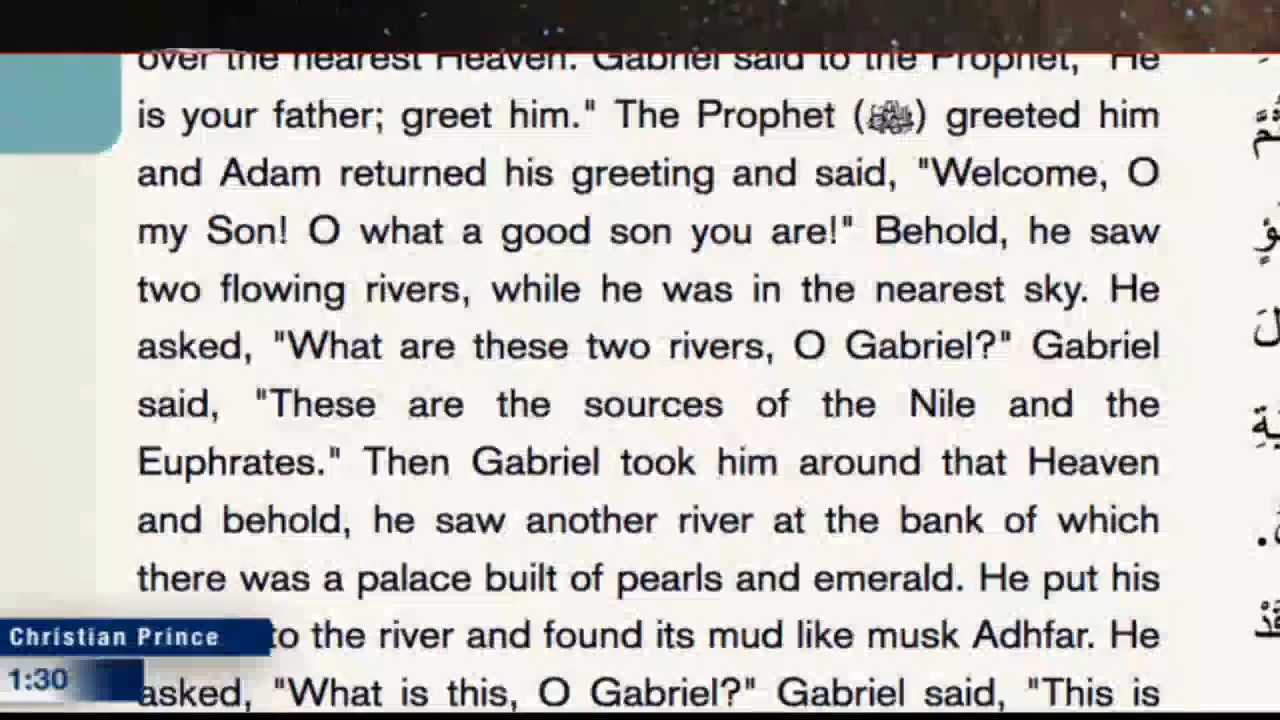 over the nearest Heaven. Gabriel said to the Prophet, "He
is your father; greet him." The Prophet (ﷺ) greeted him
and Adam returned his greeting and said, "Welcome, O
my Son! O what a good son you are!" Behold, he saw
two flowing rivers, while he was in the nearest sky. He
asked, "What are these two rivers, O Gabriel?" Gabriel
said, "These are the sources of the Nile and the
Euphrates." Then Gabriel took him around that Heaven
and behold, he saw another river at the bank of which
there was a palace built of pearls and emerald. He put his
to the river and found its mud like musk Adhfar. He
asked, "What is this, O Gabriel?" Gabriel said, "This is
Christian Prince
1:30